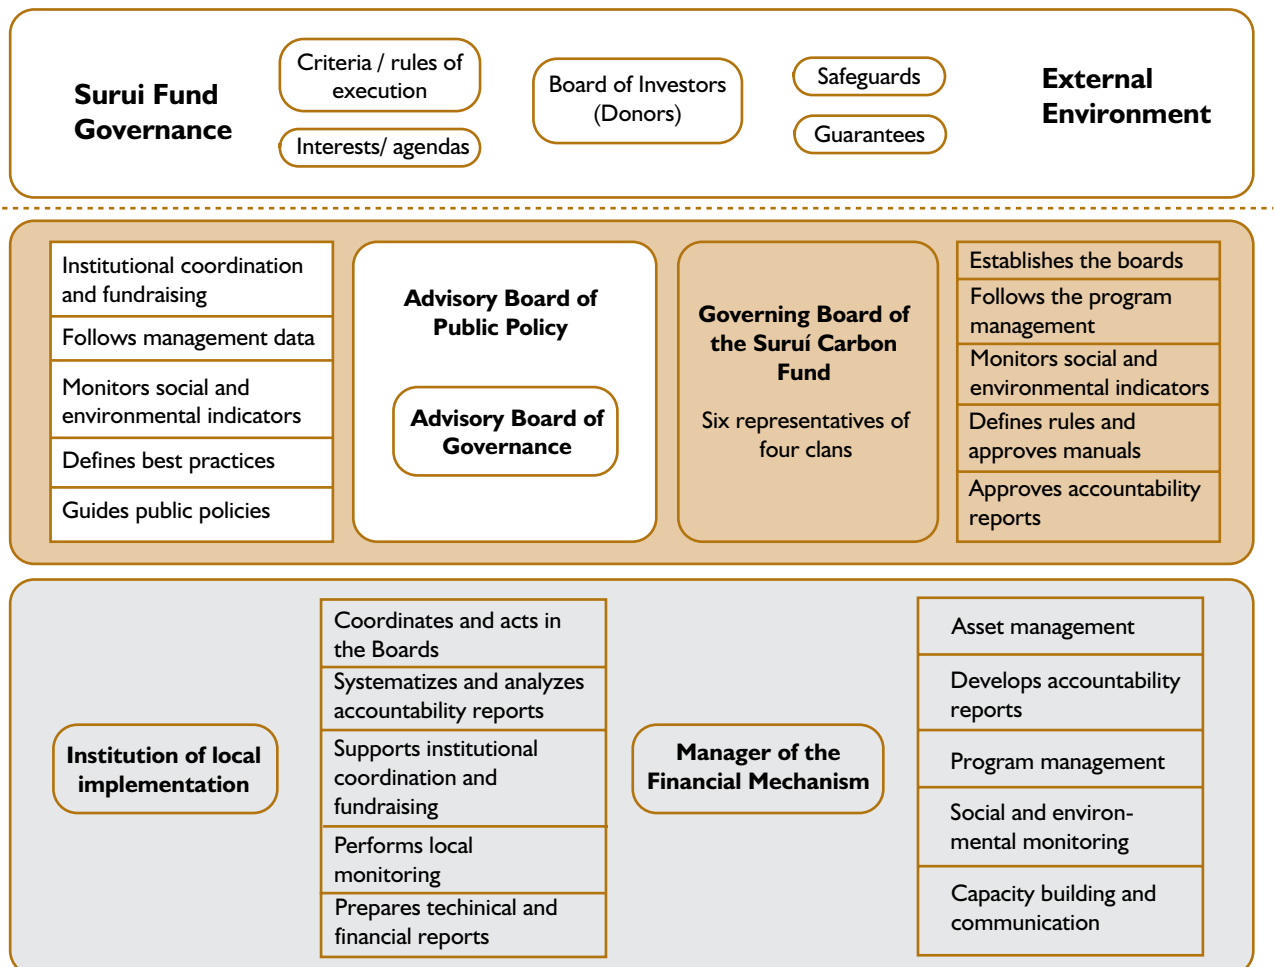 Surui Fund
Governance
Criteria / rules of
execution
Interests/ agendas
Board of Investors
(Donors)
Safeguards
Guarantees
External
Environment
Institutional coordination
and fundraising
Follows management data
Monitors social and
environmental indicators
Defines best practices
Guides public policies
Advisory Board of
Public Policy
Advisory Board of
Governance
Governing Board of
the Suruí Carbon
Fund
Six representatives of
four clans
Establishes the boards
Follows the program
management
Monitors social and
environmental indicators
Defines rules and
approves manuals
Approves accountability
reports
Institution of local
implementation
Coordinates and acts in
the Boards
Systematizes and analyzes
accountability reports
Supports institutional
coordination and
fundraising
Performs local
monitoring
Prepares techinical and
financial reports
Manager of the
Financial Mechanism
Asset management
Develops accountability
reports
Program management
Social and environ-
mental monitoring
Capacity building and
communication